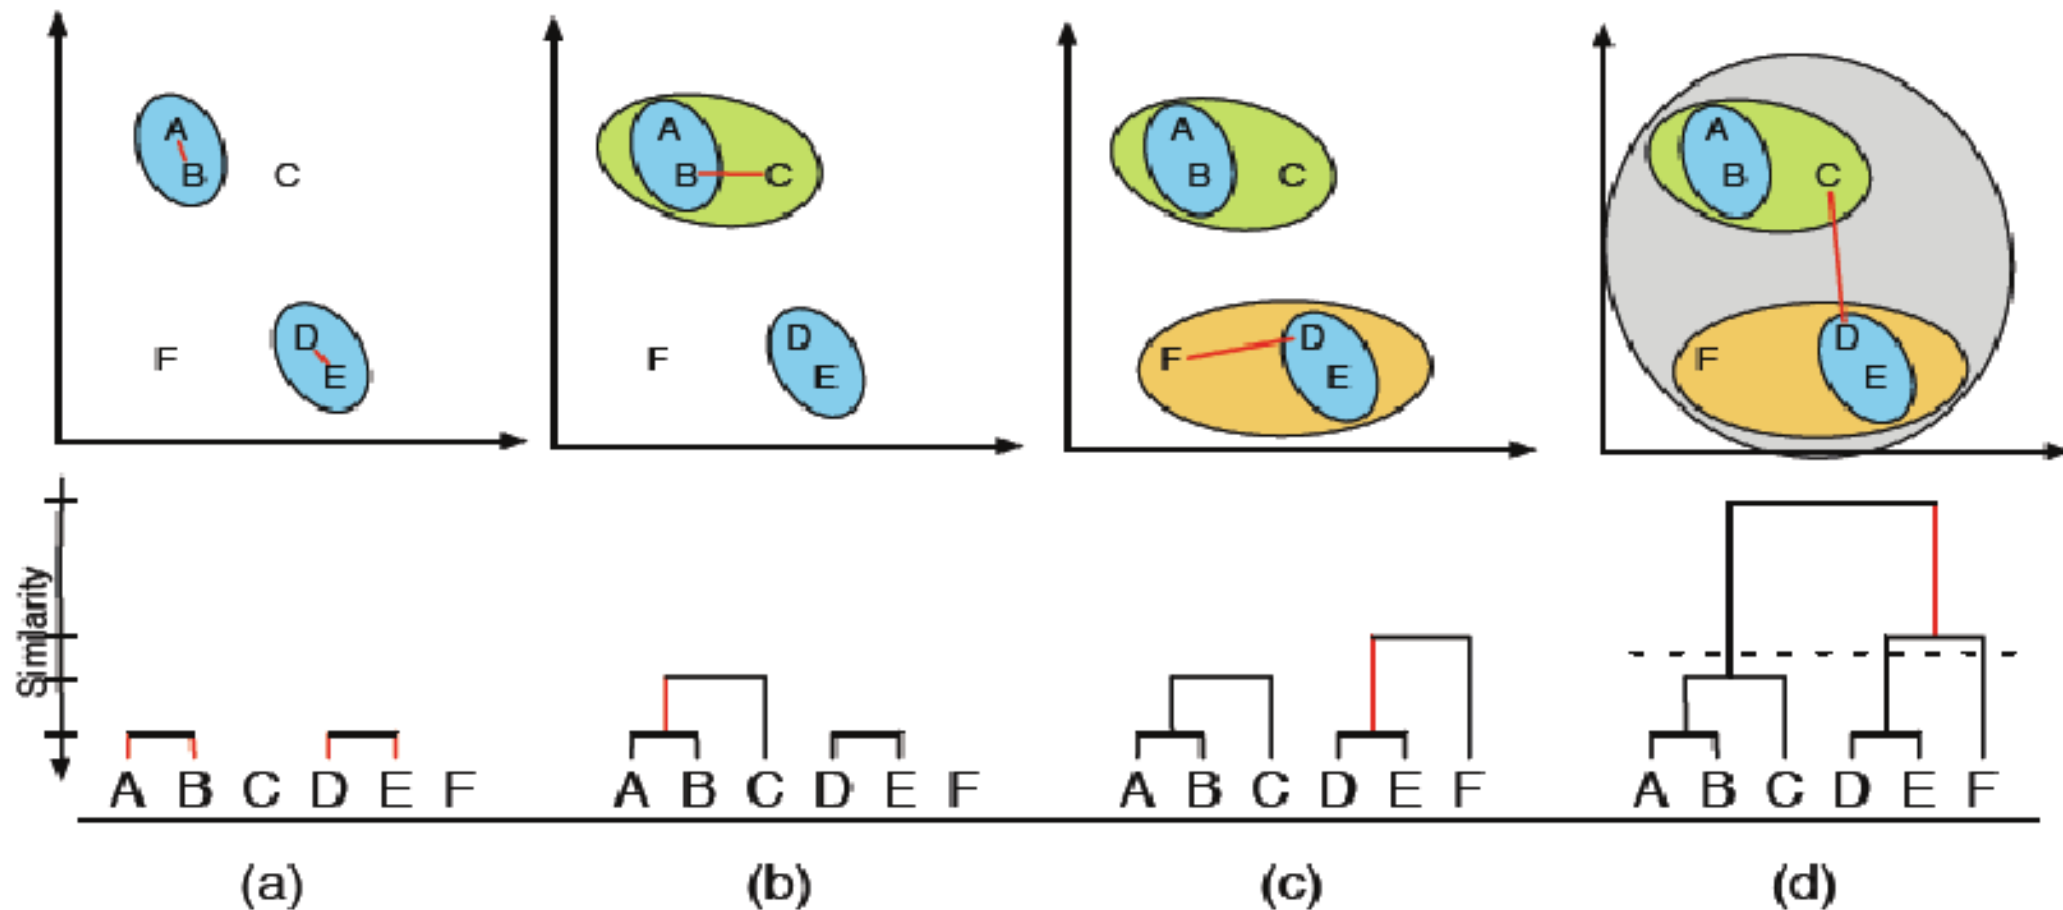 A A A A
B C B C B C B C
D D D D
F E F E F E F E
Similarity
A B C D E F A B C D E F A B C D E F A B C D E F
(a) (b) (c) (d)